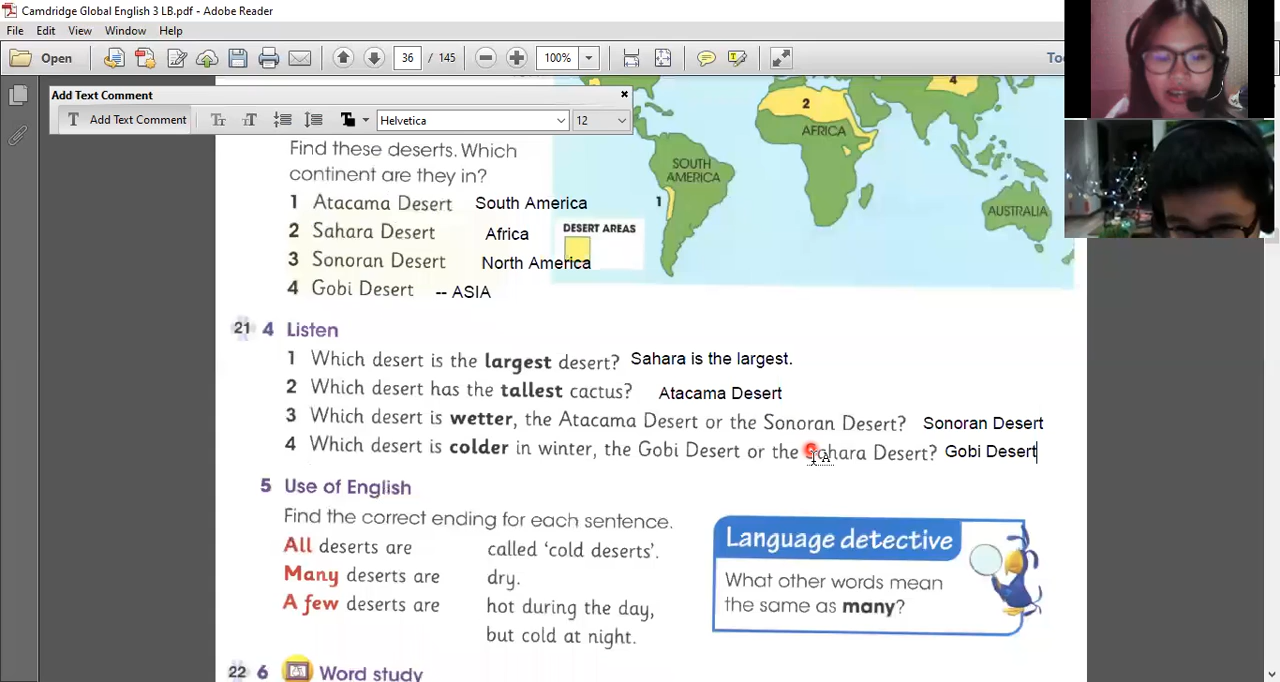 Camdridge Global English 3 LB.pdf - Adobe Reader
File Edit View Window Help
Open 36 / 145 100% Too
Add Text Comment
Add Text Comment Helvetica 12
Find these deserts. Which
continent are they in?
1 Atacama Desert South America
2 Sahara Desert Africa
3 Sonoran Desert North America
4 Gobi Desert -- ASIA
4
2
AFRICA
SOUTH
AMERICA
1
AUSTRALIA
DESERT AREAS
21 4 Listen
1 Which desert is the largest desert? Sahara is the largest.
2 Which desert has the tallest cactus? Atacama Desert
3 Which desert is wetter, the Atacama Desert or the Sonoran Desert? Sonoran Desert
4 Which desert is colder in winter, the Gobi Desert or the Sahara Desert? Gobi Desert
5 Use of English
Find the correct ending for each sentence.
All deserts are called ‘cold deserts’.
Many deserts are dry.
A few deserts are hot during the day,
but cold at night.
Language detective
What other words mean
the same as many?
22 6 Word study